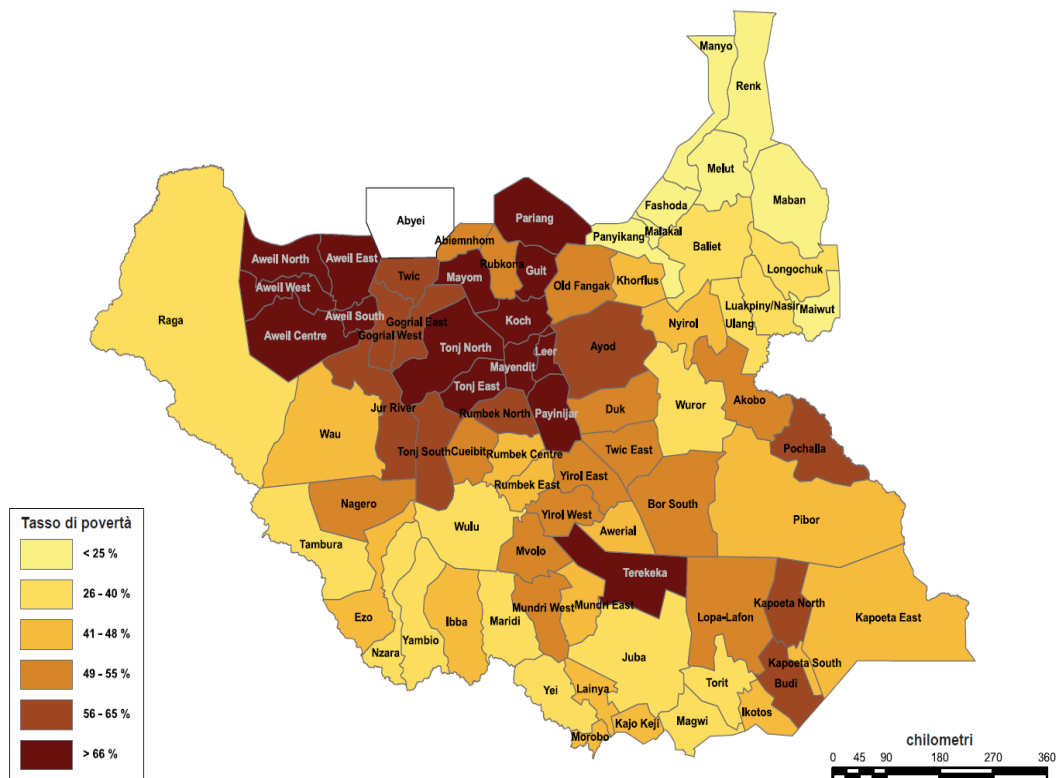 Manyo
Renk
Melut
Maban
Fashoda
Abyei
Pariang
Panyikang
Malakal
Baliet
Abiemnhom
Aweil North
Aweil East
Twic
Mayom
Rubkona
Guit
Old Fangak
Khorflus
Longochuk
Aweil West
Luakpiny/Nasir
Maiwut
Raga
Aweil South
Gogrial East
Koch
Nyirol
Ulang
Aweil Centre
Gogrial West
Tonj North
Leer
Ayod
Mayendit
Tonj East
Akobo
Jur River
Rumbek North
Payinijar
Duk
Wuror
Wau
Tonj South
Cueibit
Rumbek Centre
Twic East
Pochalla
Rumbek East
Yirol East
Nagero
Bor South
Yirol West
Pibor
Wulu
Awerial
Tambura
Mvolo
Terekeka
Mundri West
Mundri East
Kapoeta North
Ezo
Ibba
Maridi
Lopa-Lafon
Kapoeta East
Nzara
Yambio
Juba
Kapoeta South
Yei
Lainya
Torit
Budi
Morobo
Kajo Keji
Magwi
Ikotos
Tasso di povertà
< 25 %
26 – 40 %
41 – 48 %
49 – 55 %
56 – 65 %
> 66 %
chilometri
0 45 90 180 270 360